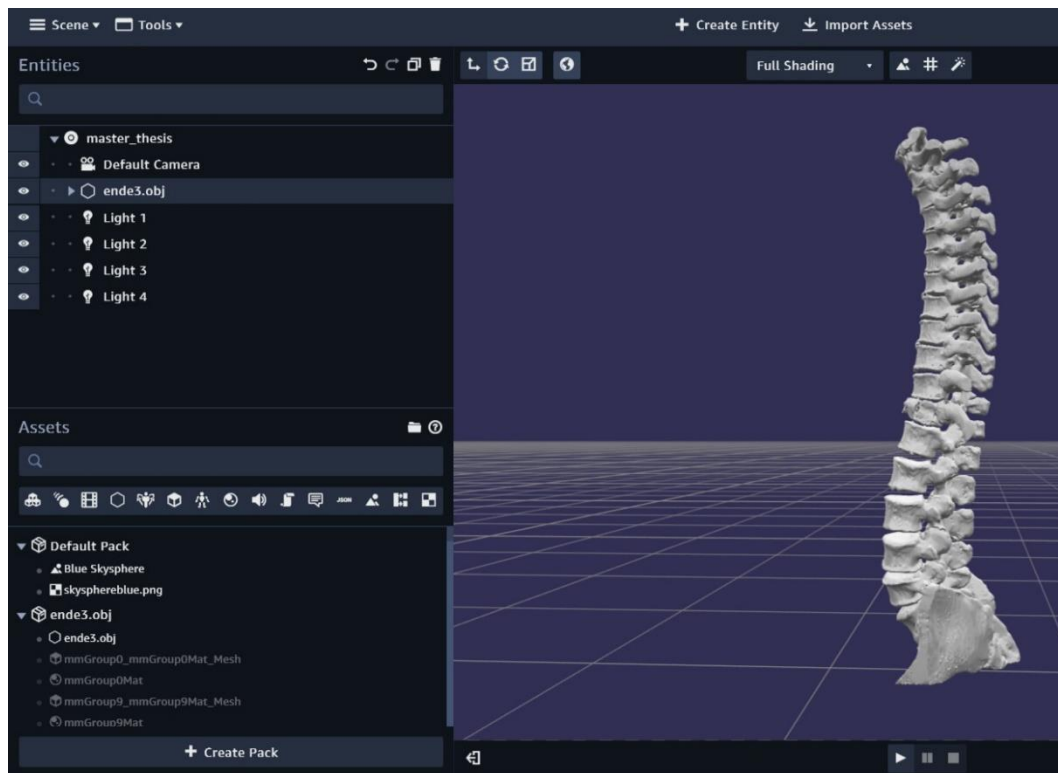 Scene Tools
Create Entity Import Assets
Entities
Full Shading
master_thesis
Default Camera
ende3.obj
Light 1
Light 2
Light 3
Light 4
Assets
JSON
Default Pack
Blue Skysphere
skysphereblue.png
ende3.obj
ende3.obj
mmGroup0_mmGroup0Mat_Mesh
mmGroup0Mat
mmGroup9_mmGroup9Mat_Mesh
mmGroup9Mat
Create Pack